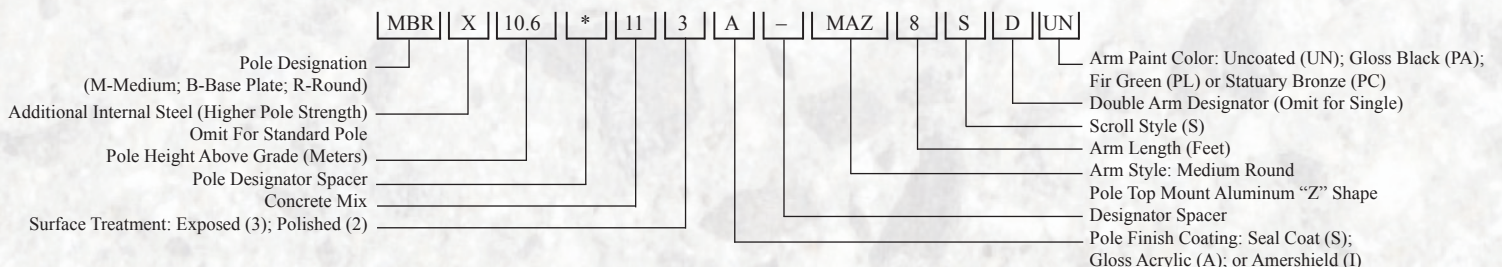 MBR X 10.6 * 11 3 A – MAZ 8 S D UN
Pole Designation
(M-Medium; B-Base Plate; R-Round)
Additional Internal Steel (Higher Pole Strength)
Omit For Standard Pole
Pole Height Above Grade (Meters)
Pole Designator Spacer
Concrete Mix
Surface Treatment: Exposed (3); Polished (2)
Arm Paint Color: Uncoated (UN); Gloss Black (PA);
Fir Green (PL) or Statuary Bronze (PC)
Double Arm Designator (Omit for Single)
Scroll Style (S)
Arm Length (Feet)
Arm Style: Medium Round
Pole Top Mount Aluminum “Z” Shape
Designator Spacer
Pole Finish Coating: Seal Coat (S);
Gloss Acrylic (A); or Amershield (I)